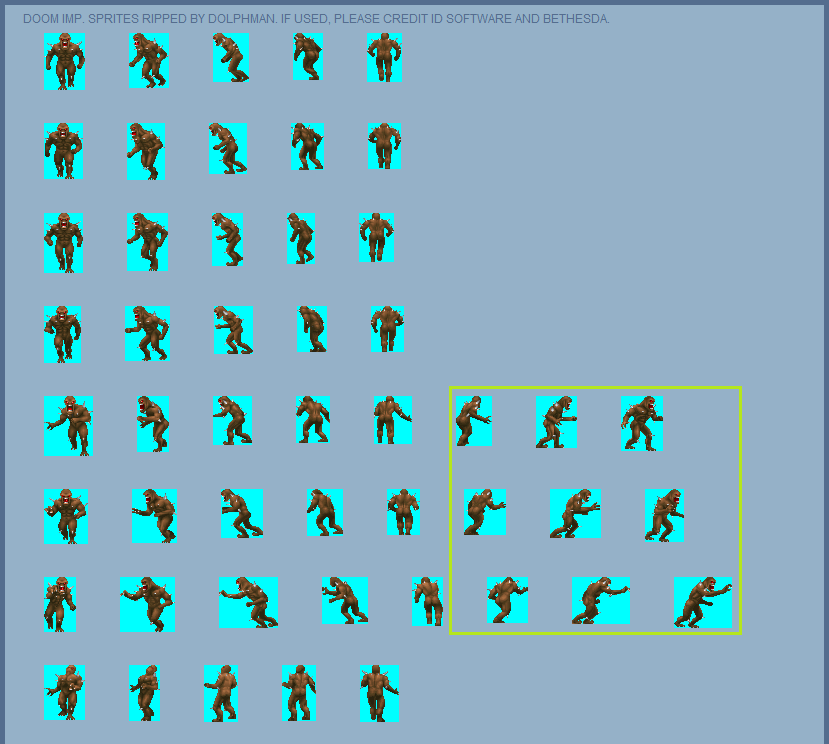 DOOM IMP. SPRITES RIPPED BY DOLPHMAN. IF USED, PLEASE CREDIT ID SOFTWARE AND BETHESDA.